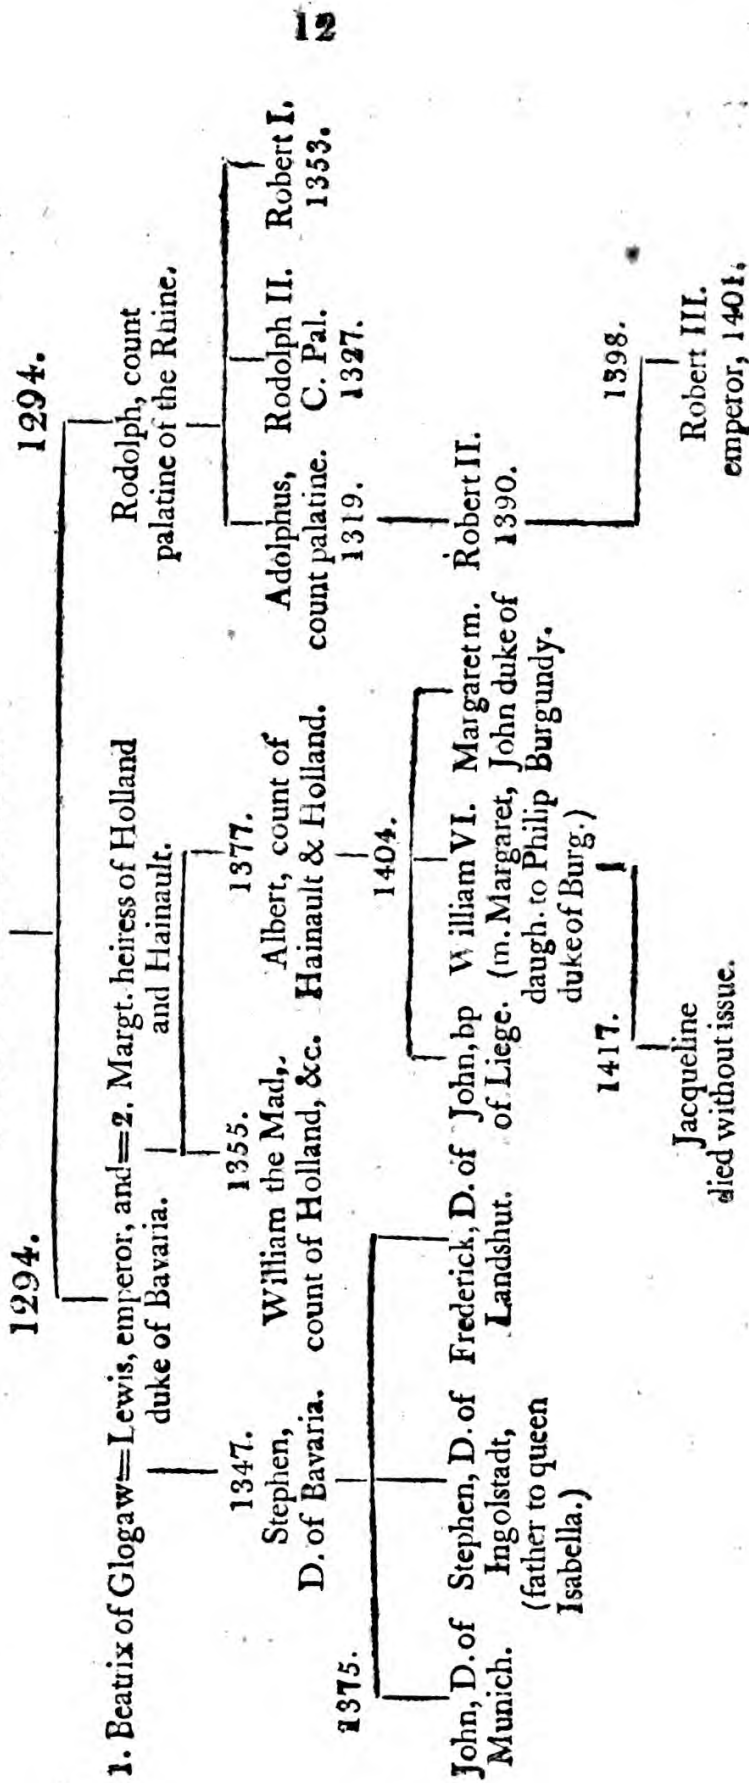 12
1294. 1294.
Rodolph, count
palatine of the Rhine.
1. Beatrix of Glogaw=Lewis, emperor, and=2. Margt. heiress of Holland
duke of Bavaria. and Hainault.
1347. 1355. 1377.
Stephen, William the Mad, Albert, count of Adolphus, Rodolph II. Robert I.
D. of Bavaria. count of Holland, &c. Hainault & Holland. count palatine. C. Pal. 1353.
1319. 1327.
1375. 1404.
John, D. of Stephen, D. of Frederick, D. of John, bp William VI. Margaret m. Robert II.
Munich. Ingolstadt, Landshut. of Liege. (m. Margaret, John duke of 1390.
(father to queen daugh. to Philip Burgundy.
Isabella.) duke of Burg.)
1417. 1398.
Jacqueline Robert III.
died without issue. emperor, 1401.